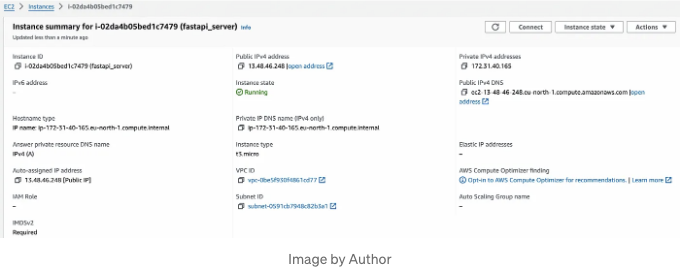 EC2 > Instances > i-02da4b05bed1c7479
Instance summary for i-02da4b05bed1c7479 (fastapi_server) Info
Updated less than a minute ago
Connect
Instance state
Actions
Instance ID
i-02da4b05bed1c7479 (fastapi_server)
Public IPv4 address
13.48.46.248 |open address
Private IPv4 addresses
172.31.40.165
IPv6 address
–
Instance state
Running
Public IPv4 DNS
ec2-13-48-46-248.eu-north-1.compute.amazonaws.com |open
address
Hostname type
IP name: ip-172-31-40-165.eu-north-1.compute.internal
Private IP DNS name (IPv4 only)
ip-172-31-40-165.eu-north-1.compute.internal
Answer private resource DNS name
IPv4 (A)
Instance type
t3.micro
Elastic IP addresses
–
Auto-assigned IP address
13.48.46.248 [Public IP]
VPC ID
vpc-0be5f930f4861cd77
AWS Compute Optimizer finding
Opt-in to AWS Compute Optimizer for recommendations. | Learn more
IAM Role
–
Subnet ID
subnet-0591cb7948c82b3a1
Auto Scaling Group name
–
IMDSv2
Required
Image by Author